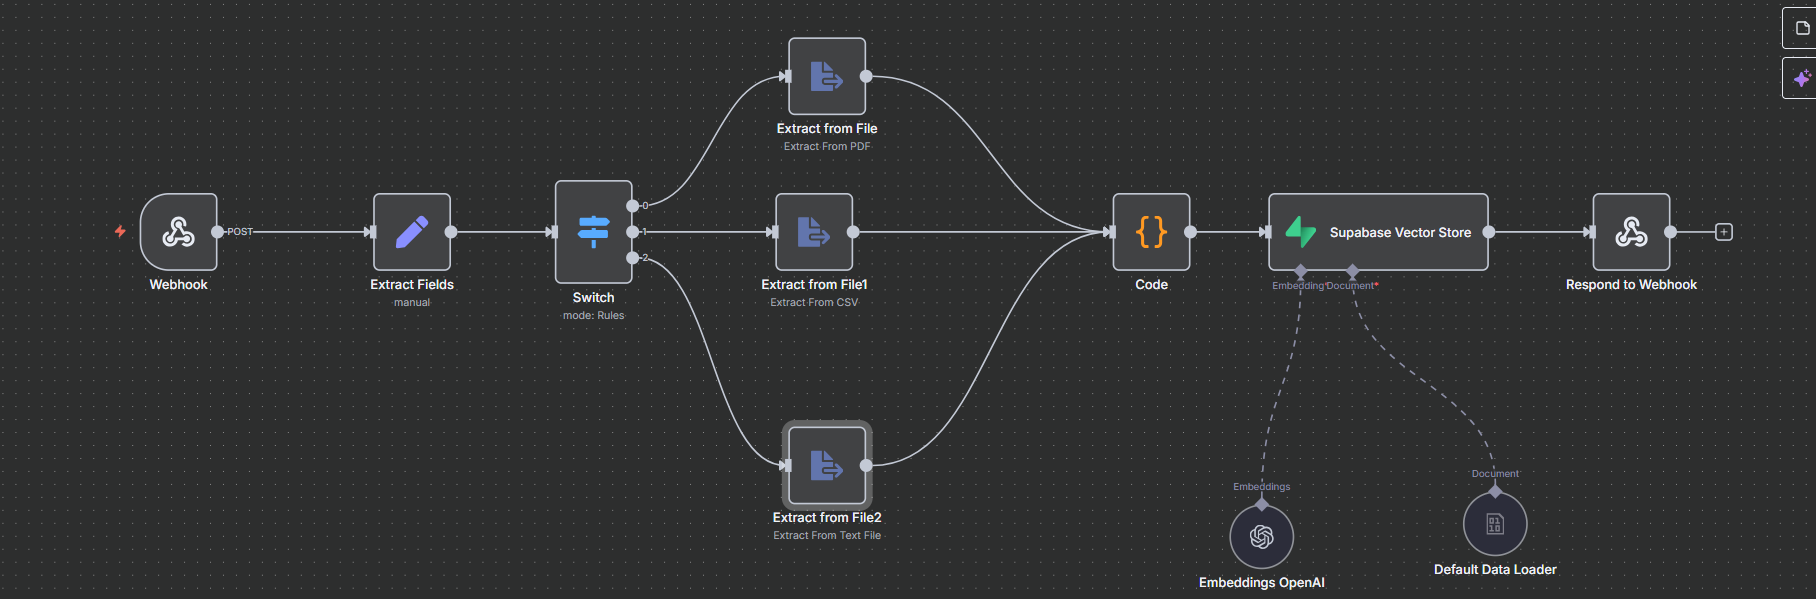 Extract from File
Extract From PDF
POST
Webhook
Extract Fields
manual
0
1
2
Switch
mode: Rules
Extract from File1
Extract From CSV
Code
Supabase Vector Store
Embedding*
Document*
Respond to Webhook
Extract from File2
Extract From Text File
Embeddings
Embeddings OpenAI
Document
Default Data Loader